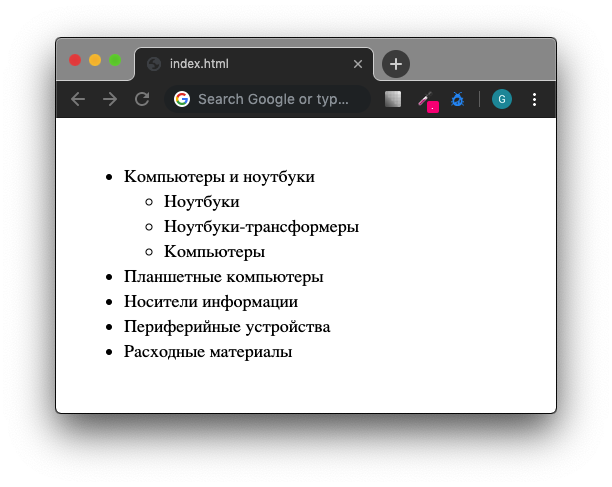 index.html
Search Google or typ...
G
Компьютеры и ноутбуки
Ноутбуки
Ноутбуки-трансформеры
Компьютеры
Планшетные компьютеры
Носители информации
Периферийные устройства
Расходные материалы